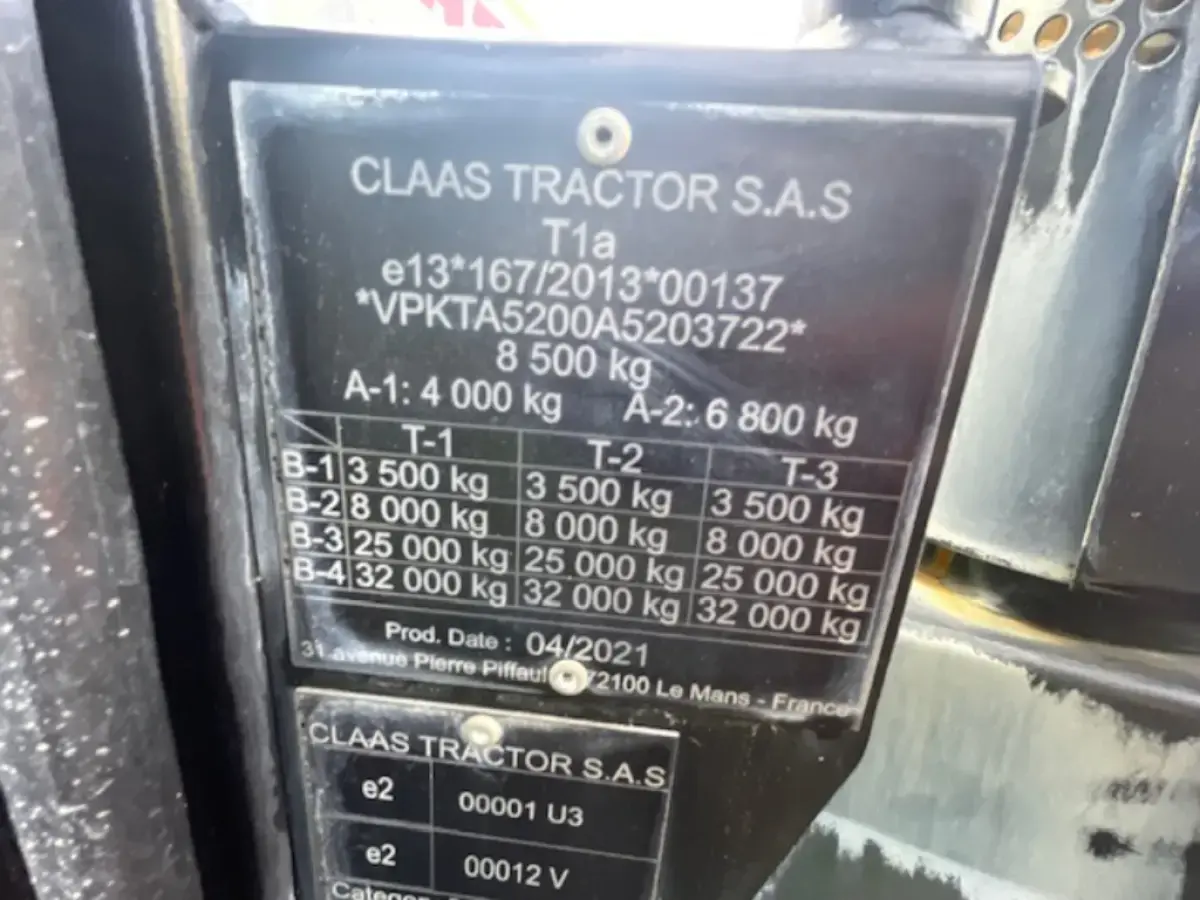 CLAAS TRACTOR S.A.S
T1a
e13*167/2013*00137
*VPKTA5200A5203722*
8 500 kg
A-1: 4 000 kg A-2: 6 800 kg
T-1 T-2 T-3
B-1 3 500 kg 3 500 kg 3 500 kg
B-2 8 000 kg 8 000 kg 8 000 kg
B-3 25 000 kg 25 000 kg 25 000 kg
B-4 32 000 kg 32 000 kg 32 000 kg
Prod. Date : 04/2021
31 avenue Pierre Piffaul 72100 Le Mans - France
CLAAS TRACTOR S.A.S
e2 00001 U3
e2 00012 V